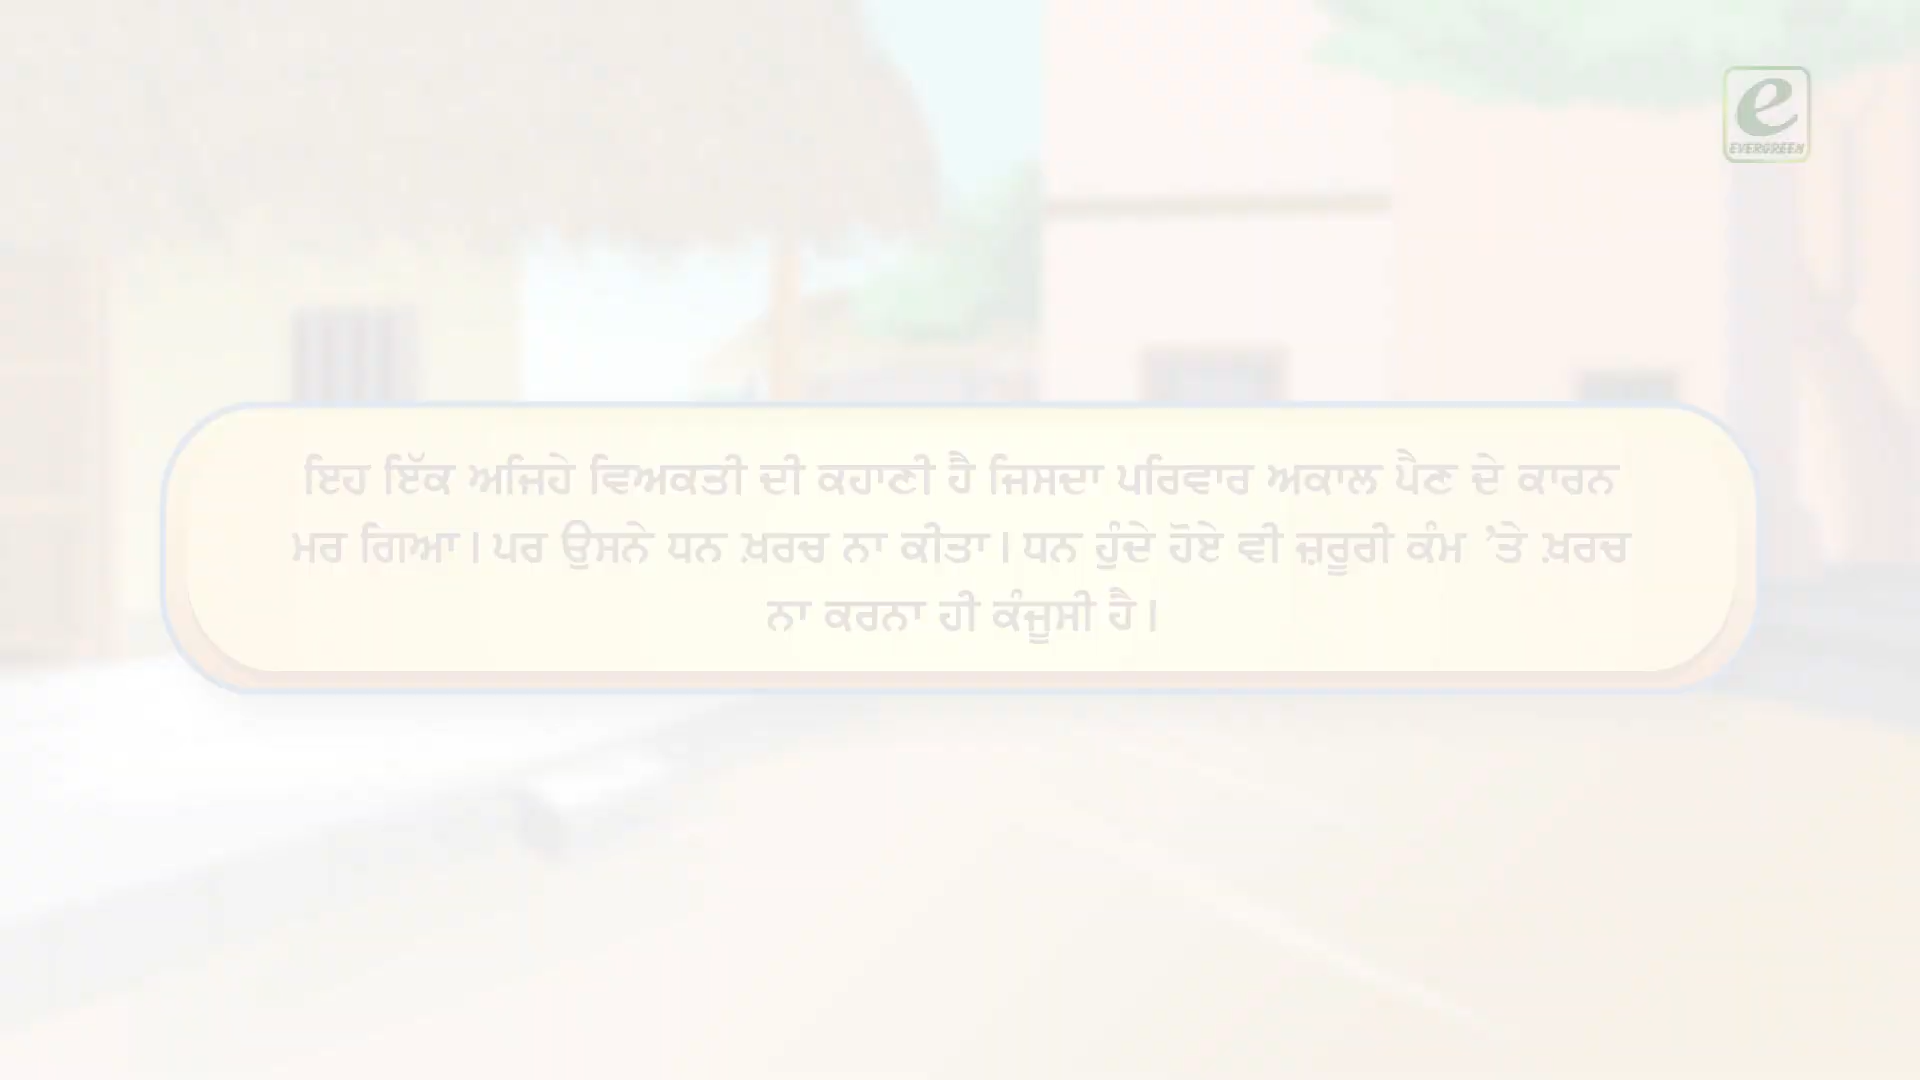 e
EVERGREEN
ਇਹ ਇੱਕ ਅਜਿਹੇ ਵਿਅਕਤੀ ਦੀ ਕਹਾਣੀ ਹੈ ਜਿਸਦਾ ਪਰਿਵਾਰ ਅਕਾਲ ਪੈਣ ਦੇ ਕਾਰਨ
ਮਰ ਗਿਆ। ਪਰ ਉਸਨੇ ਧਨ ਖ਼ਰਚ ਨਾ ਕੀਤਾ। ਧਨ ਹੁੰਦੇ ਹੋਏ ਵੀ ਜ਼ਰੂਰੀ ਕੰਮ ’ਤੇ ਖ਼ਰਚ
ਨਾ ਕਰਨਾ ਹੀ ਕੰਜੂਸੀ ਹੈ।